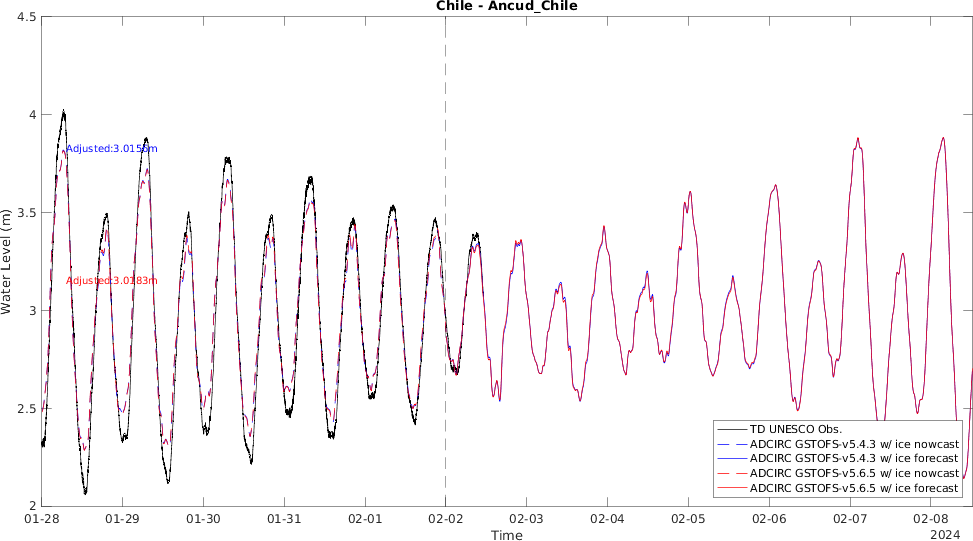 Chile - Ancud_Chile
4.5
4
3.5
3
2.5
2
Water Level (m)
Adjusted:3.0155m
Adjusted:3.0183m
TD UNESCO Obs.
ADCIRC GSTOFS-v5.4.3 w/ ice nowcast
ADCIRC GSTOFS-v5.4.3 w/ ice forecast
ADCIRC GSTOFS-v5.6.5 w/ ice nowcast
ADCIRC GSTOFS-v5.6.5 w/ ice forecast
01-28 01-29 01-30 01-31 02-01 02-02 02-03 02-04 02-05 02-06 02-07 02-08
Time
2024